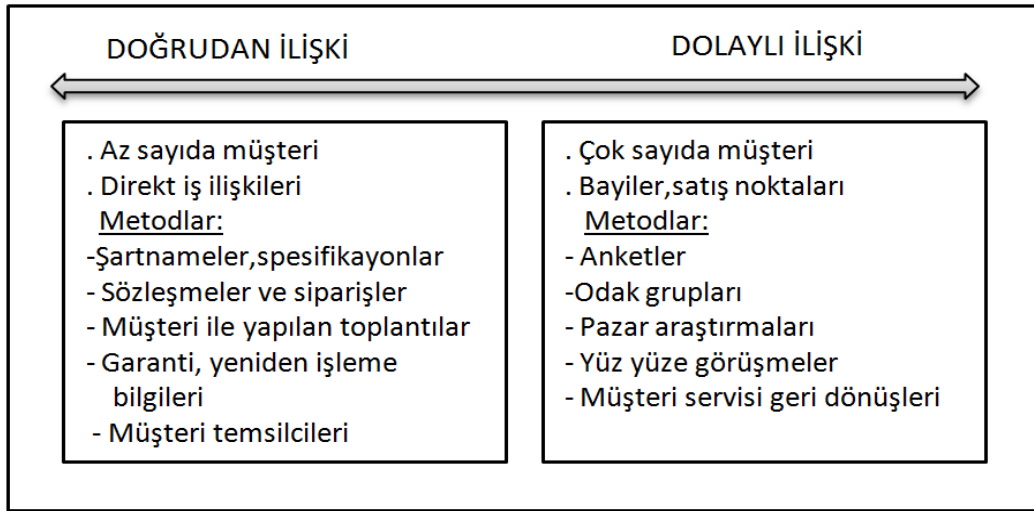 DOĞRUDAN İLİŞKİ
DOLAYLI İLİŞKİ
. Az sayıda müşteri
. Direkt iş ilişkileri
Metodlar:
-Şartnameler,spesifikayonlar
- Sözleşmeler ve siparişler
- Müşteri ile yapılan toplantılar
- Garanti, yeniden işleme
bilgileri
- Müşteri temsilcileri
. Çok sayıda müşteri
. Bayiler,satış noktaları
Metodlar:
- Anketler
-Odak grupları
- Pazar araştırmaları
- Yüz yüze görüşmeler
- Müşteri servisi geri dönüşleri